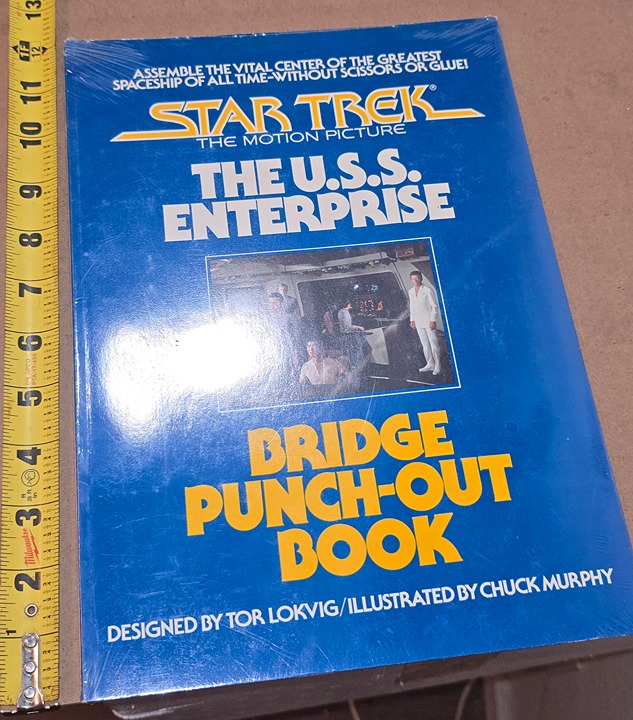 ASSEMBLE THE VITAL CENTER OF THE GREATEST
SPACESHIP OF ALL TIME-WITHOUT SCISSORS OR GLUE!
STAR TREK®
THE MOTION PICTURE
THE U.S.S.
ENTERPRISE
BRIDGE
PUNCH-OUT
BOOK
DESIGNED BY TOR LOKVIG/ILLUSTRATED BY CHUCK MURPHY
13
12
1F
11
10
9
8
7
6
5
4
3
Milwaukee
2
1